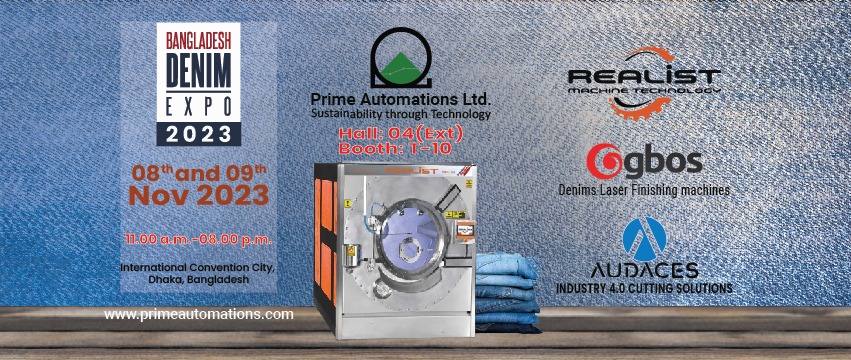 BANGLADESH
DENIM
EXPO
2023
08th and 09th
Nov 2023
11.00 a.m.-08.00 p.m.
International Convention City,
Dhaka, Bangladesh
www.primeautomations.com
Prime Automations Ltd.
Sustainability through Technology
Hall: 04(Ext)
Booth: T-10
REALIST
REALIST
MACHINE TECHNOLOGY
gbos
Denims Laser Finishing machines
AUDACES
INDUSTRY 4.0 CUTTING SOLUTIONS